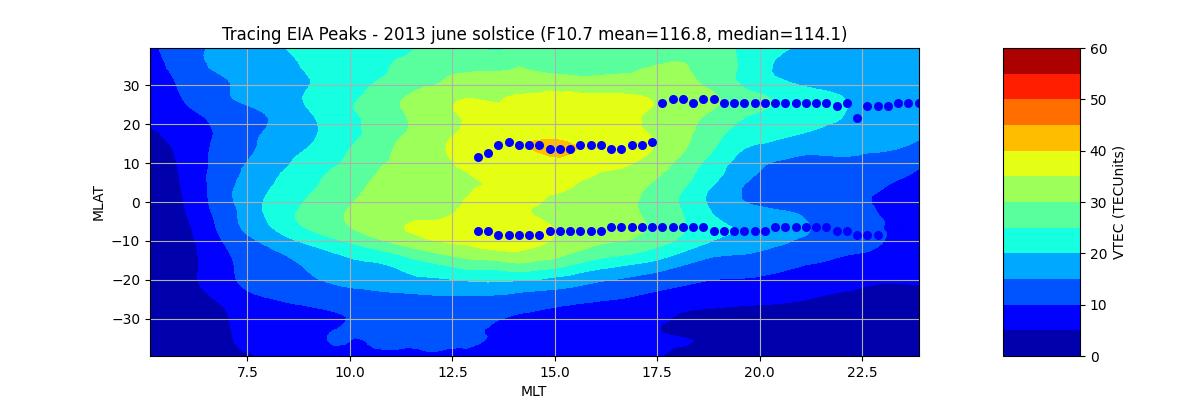 Tracing EIA Peaks - 2013 june solstice (F10.7 mean=116.8, median=114.1)
30
20
10
0
−10
−20
−30
MLAT
7.5 10.0 12.5 15.0 17.5 20.0 22.5
MLT
60
50
40
30
20
10
0
VTEC (TECUnits)